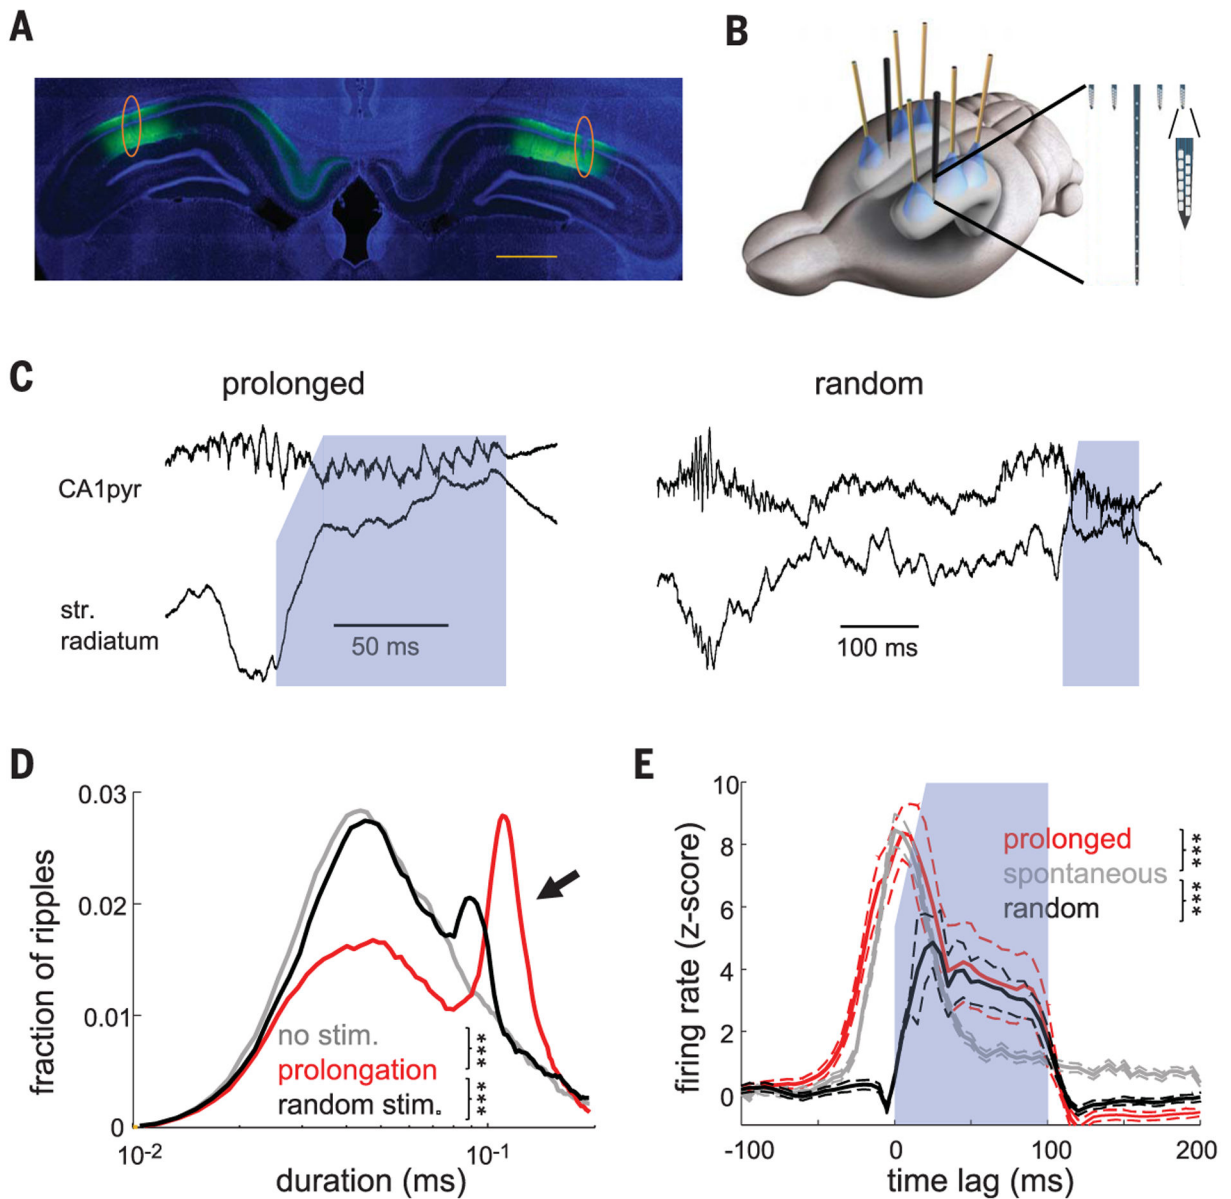 A
B
C
prolonged
random
CA1pyr
str.
radiatum
50 ms
100 ms
D
0.03
0.02
0.01
0
fraction of ripples
no stim.
prolongation
random stim.
***
***
10-2
10-1
duration (ms)
E
10
8
6
4
2
0
firing rate (z-score)
prolonged
spontaneous
random
***
***
-100
0
100
200
time lag (ms)